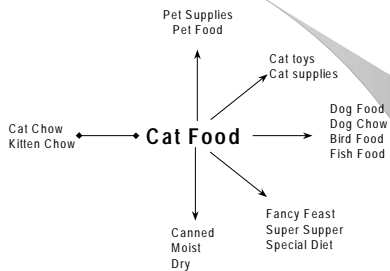 Pet Supplies
Pet Food
Cat toys
Cat supplies
Dog Food
Dog Chow
Bird Food
Fish Food
Cat Chow
Kitten Chow
Cat Food
Fancy Feast
Super Supper
Special Diet
Canned
Moist
Dry